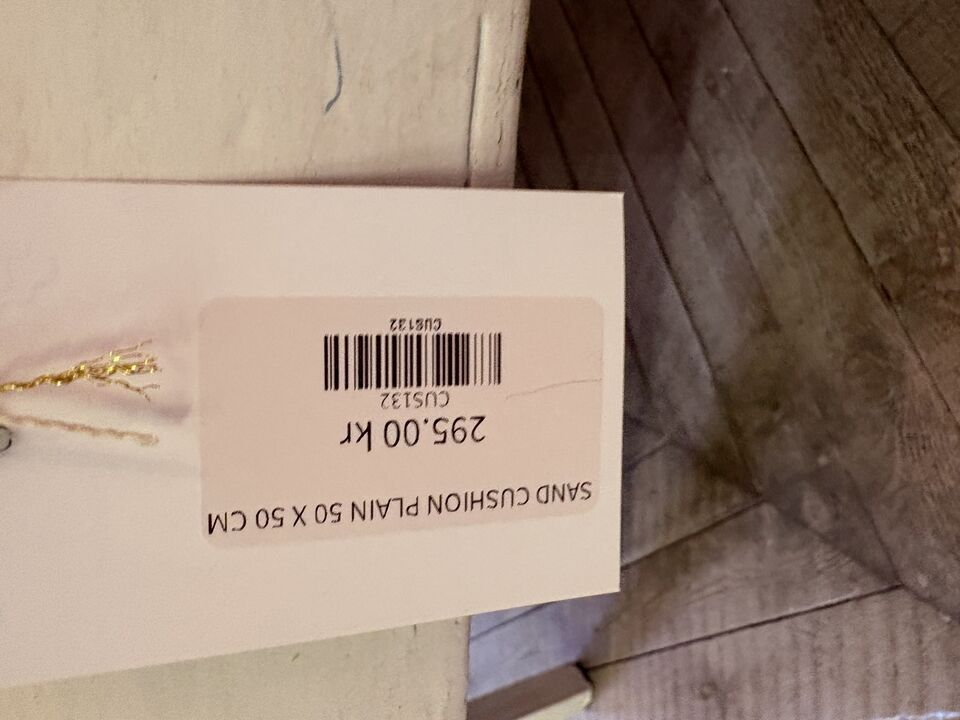 SAND CUSHION PLAIN 50 X 50 CM
295.00 kr
CUS132
CUS132